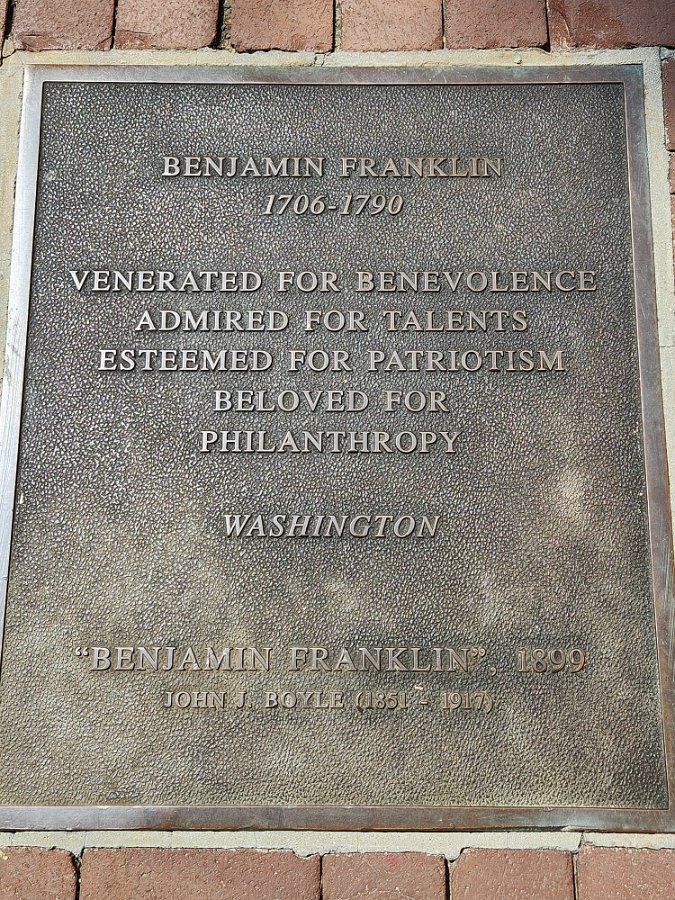 BENJAMIN FRANKLIN
1706-1790
VENERATED FOR BENEVOLENCE
ADMIRED FOR TALENTS
ESTEEMED FOR PATRIOTISM
BELOVED FOR
PHILANTHROPY
WASHINGTON
“BENJAMIN FRANKLIN”, 1899
JOHN J. BOYLE (1851 - 1917)